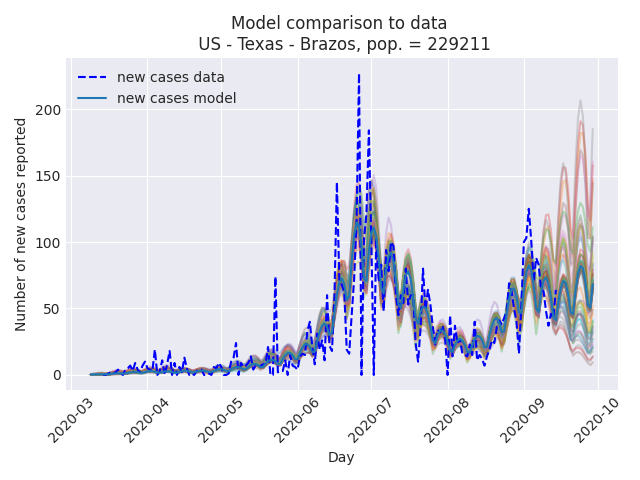 Model comparison to data
US - Texas - Brazos, pop. = 229211
new cases data
new cases model
Number of new cases reported
200
150
100
50
0
2020-03
2020-04
2020-05
2020-06
2020-07
2020-08
2020-09
2020-10
Day